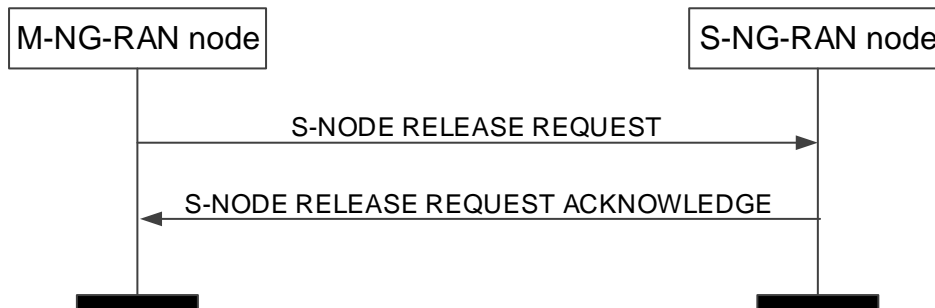 M-NG-RAN node
S-NG-RAN node
S-NODE RELEASE REQUEST
S-NODE RELEASE REQUEST ACKNOWLEDGE